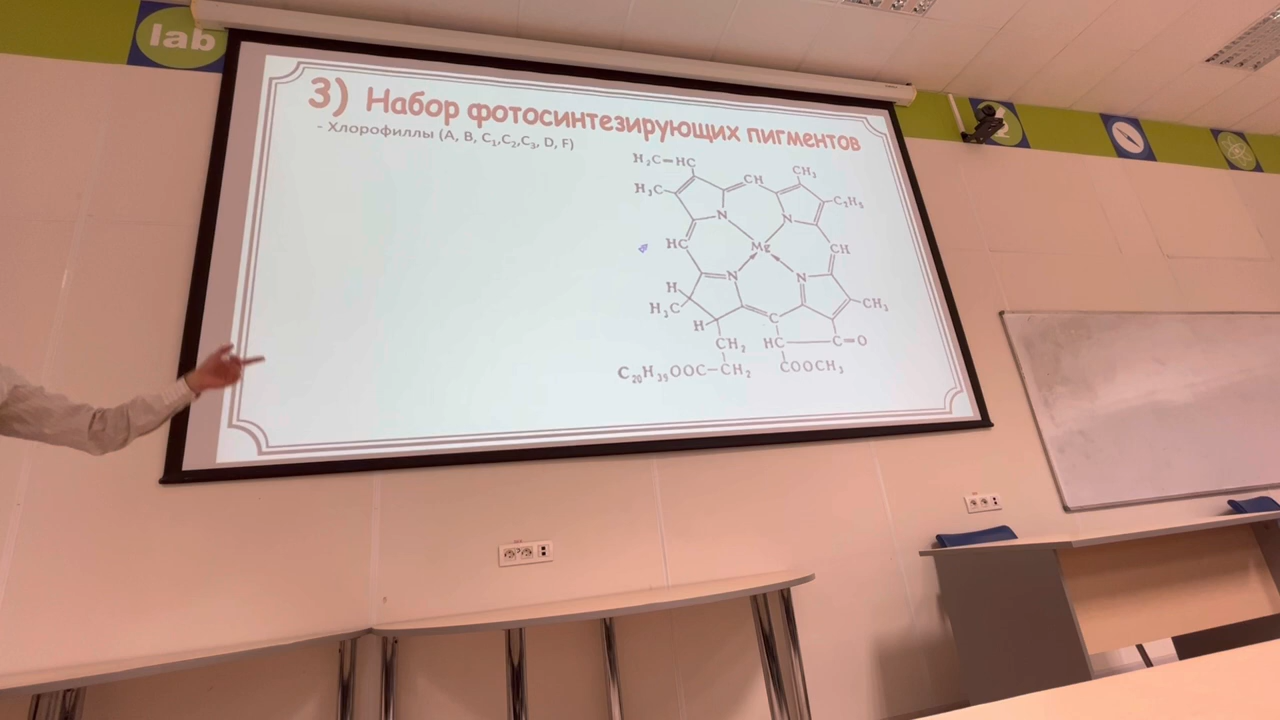 lab
3) Набор фотосинтезирующих пигментов
- Хлорофиллы (A, B, C₁,C₂,C₃, D, F)
H₂C=HC
CH
CH₃
H₃C
C₂H₅
N
N
HC
Mg
CH
N
N
H
H₃C
H
C
CH₃
CH₂
HC
C=O
C₂₀H₃₉OOC-CH₂
COOCH₃